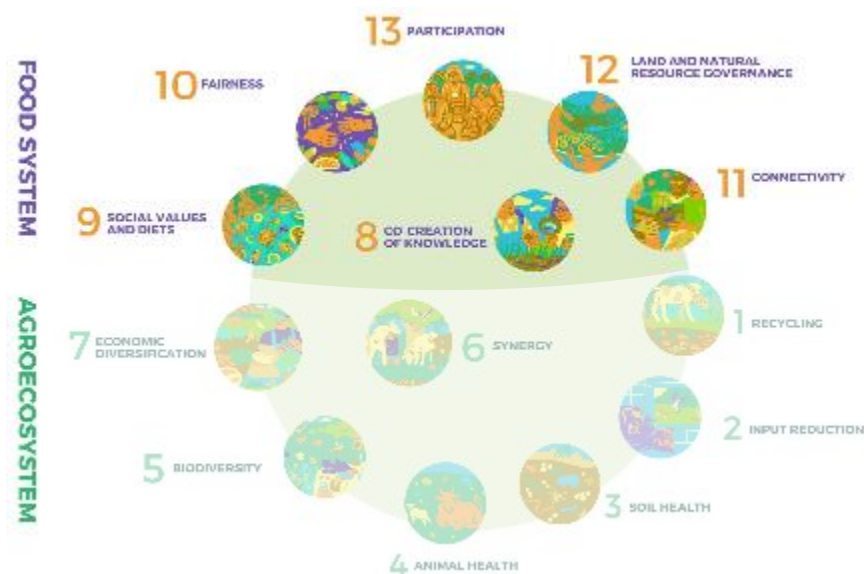 FOOD SYSTEM
13 PARTICIPATION
12 LAND AND NATURAL
RESOURCE GOVERNANCE
10 FAIRNESS
11 CONNECTIVITY
9 SOCIAL VALUES
AND DIETS
8 CO CREATION
OF KNOWLEDGE
AGROECOSYSTEM
7 ECONOMIC
DIVERSIFICATION
6 SYNERGY
1 RECYCLING
2 INPUT REDUCTION
5 BIODIVERSITY
3 SOIL HEALTH
4 ANIMAL HEALTH